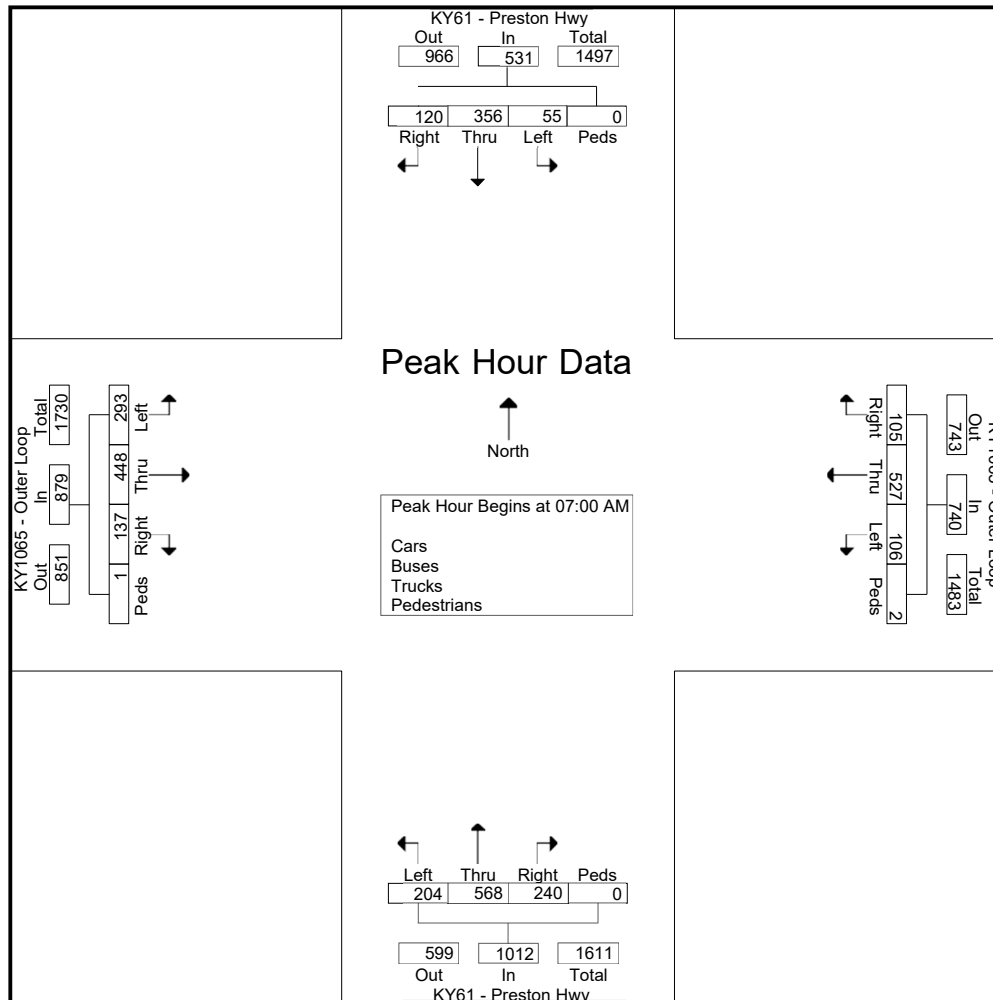 KY61 - Preston Hwy
Out In Total
966 531 1497
120 356 55 0
Right Thru Left Peds
Peak Hour Data
North
Peak Hour Begins at 07:00 AM
Cars
Buses
Trucks
Pedestrians
KY1065 - Outer Loop
Total In Out
1730 879 851
293 448 137 1
Left Thru Right Peds
Right Thru Left Peds
105 527 106 2
Out In Total
743 740 1483
Outer Loop
Left Thru Right Peds
204 568 240 0
599 1012 1611
Out In Total
KY61 - Preston Hwy